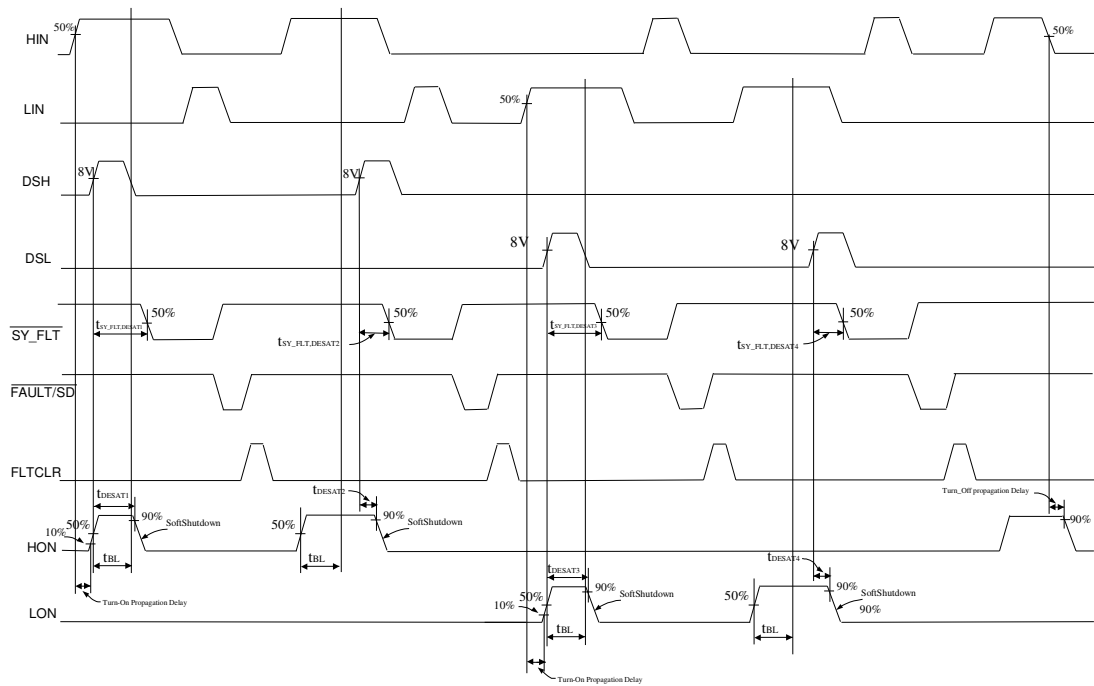 HIN 50% 50%
LIN 50%
DSH 8V 8V
DSL 8V 8V
SY_FLT 50% 50% 50% 50%
tSY_FLT,DESAT1 tSY_FLT,DESAT2 tSY_FLT,DESAT3 tSY_FLT,DESAT4
FAULT/SD
FLTCLR
tDESAT1 tDESAT2 Turn_Off propagation Delay
50% 90% SoftShutdown 50% 90% SoftShutdown 90%
10%
HON
tBL tBL
tDESAT3 tDESAT4
Turn-On Propagation Delay
50% 90% SoftShutdown 50% 90% SoftShutdown
10% 90%
LON
tBL tBL
Turn-On Propagation Delay